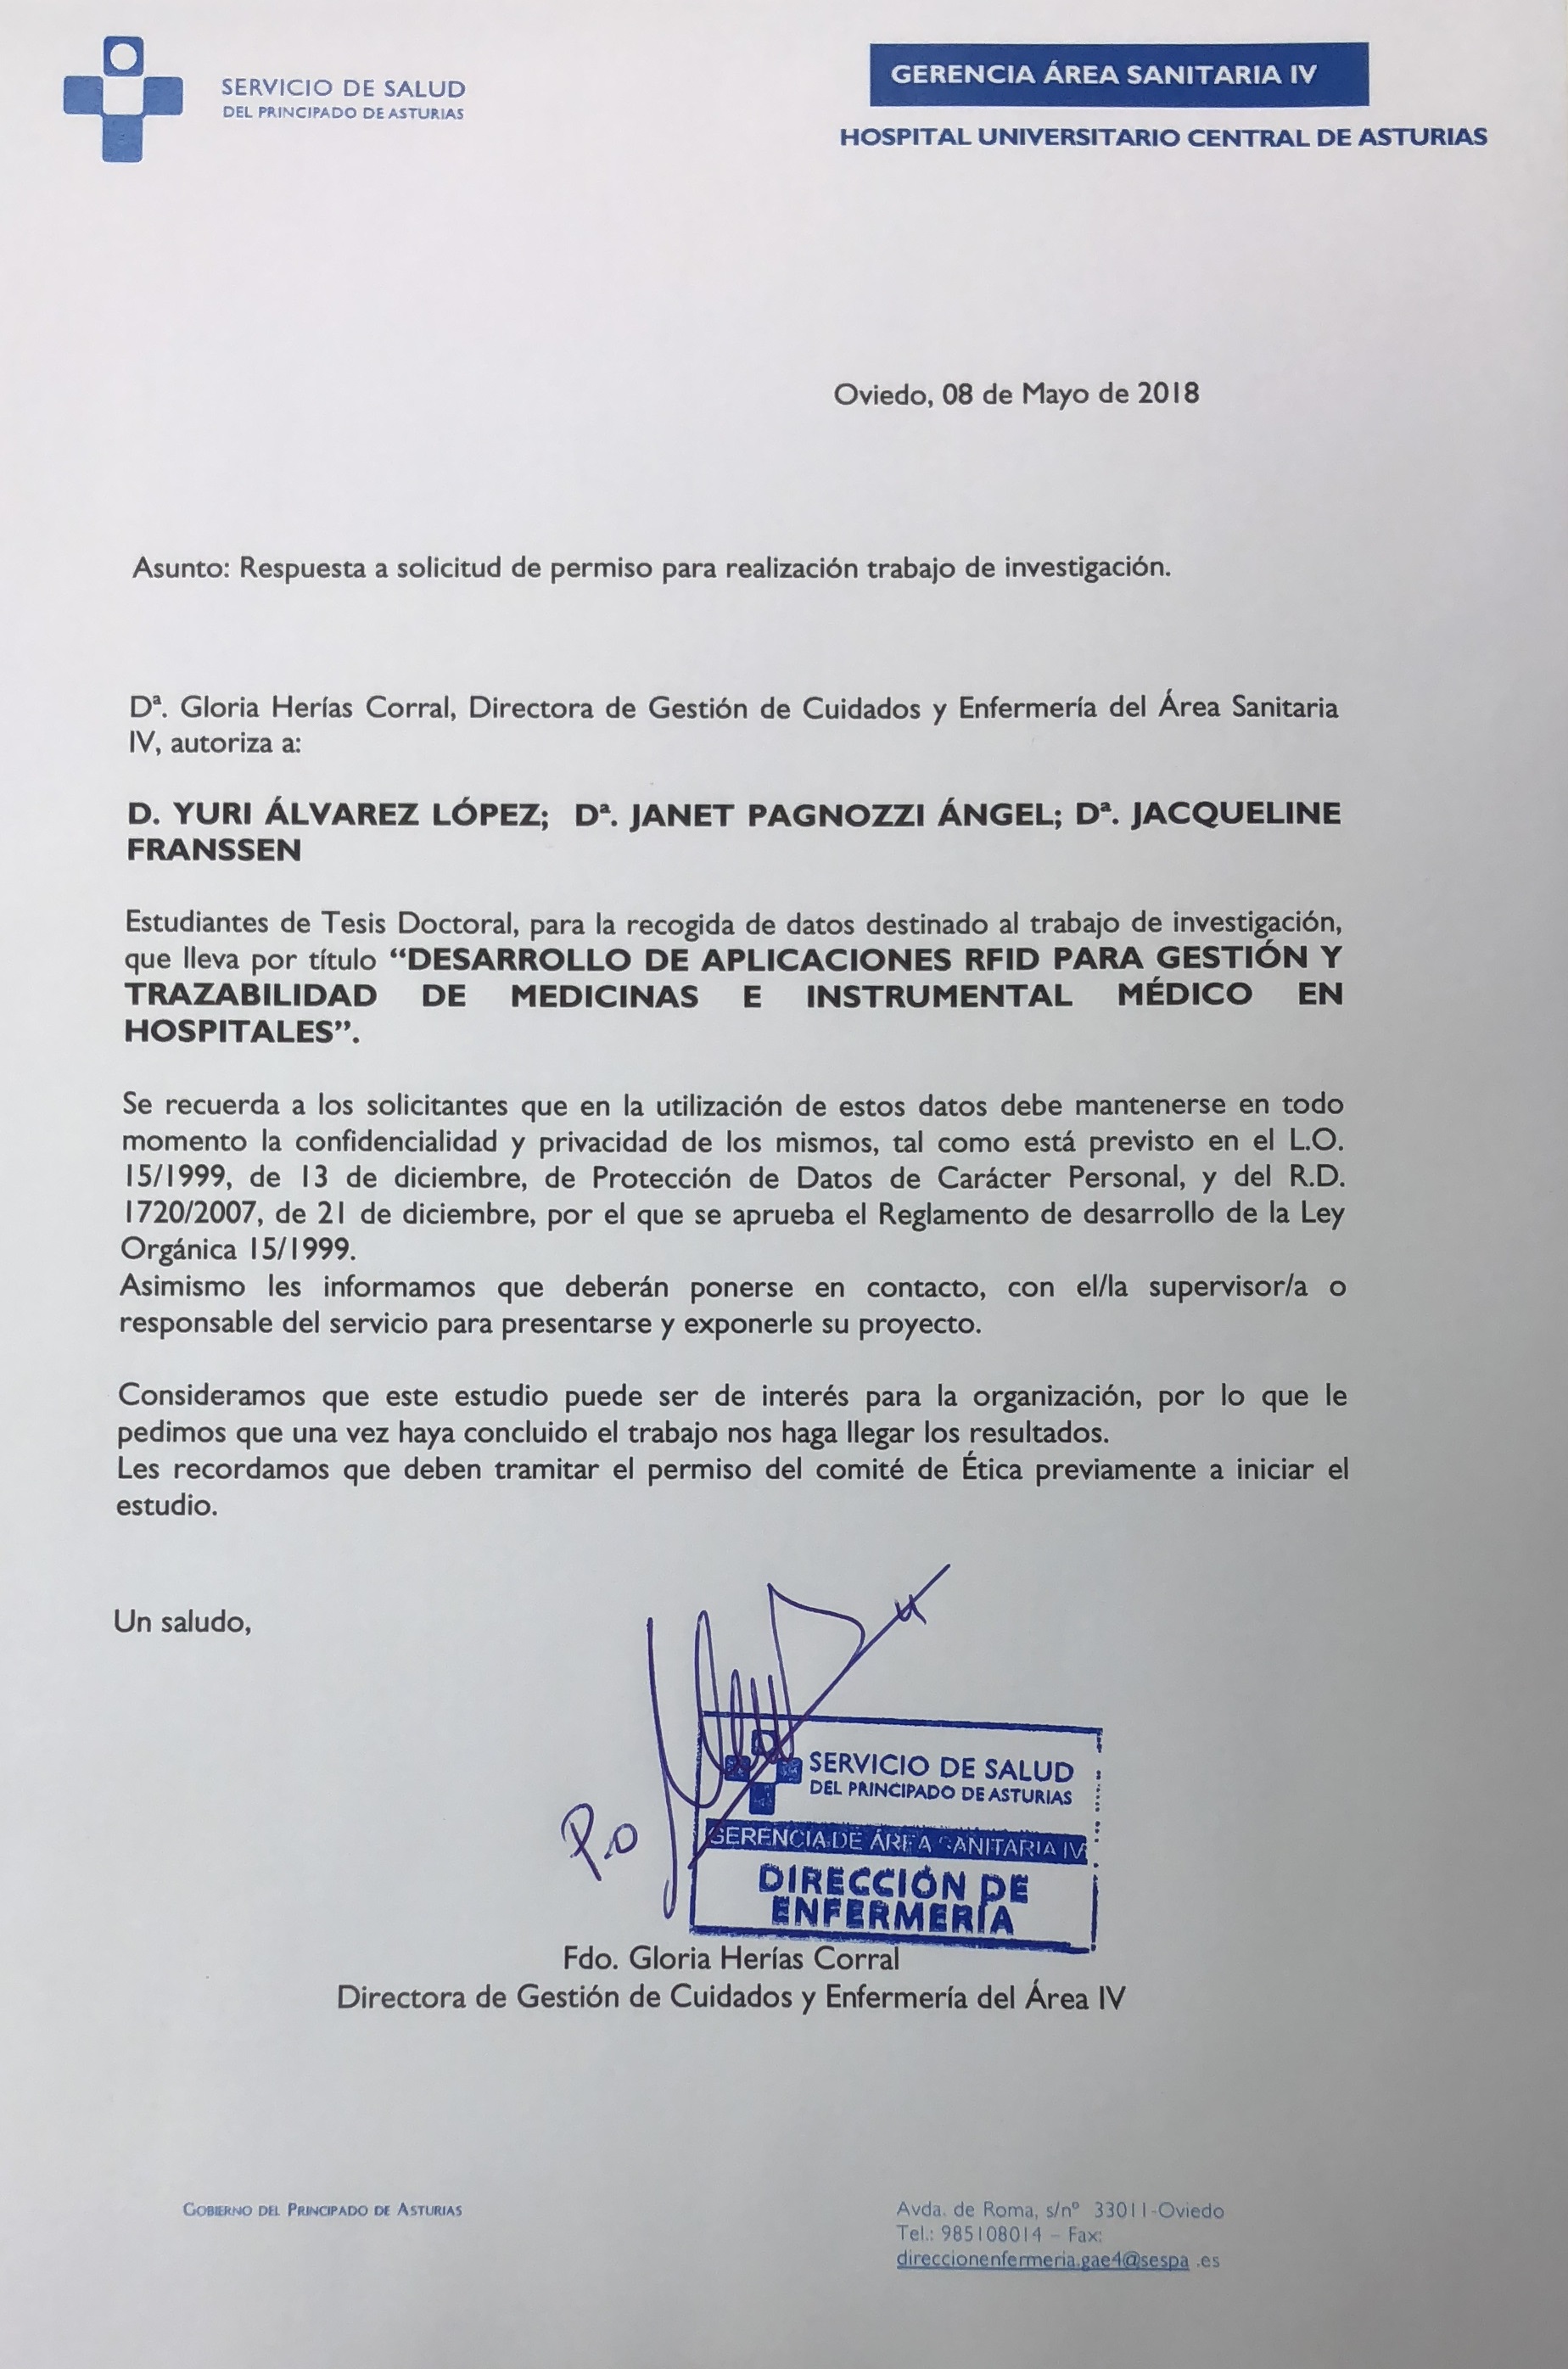 SERVICIO DE SALUD
DEL PRINCIPADO DE ASTURIAS
GERENCIA ÁREA SANITARIA IV
HOSPITAL UNIVERSITARIO CENTRAL DE ASTURIAS
Oviedo, 08 de Mayo de 2018
Asunto: Respuesta a solicitud de permiso para realización trabajo de investigación.
Dª. Gloria Herías Corral, Directora de Gestión de Cuidados y Enfermería del Área Sanitaria
IV, autoriza a:
D. YURI ÁLVAREZ LÓPEZ; Dª. JANET PAGNOZZI ÁNGEL; Dª. JACQUELINE
FRANSSEN
Estudiantes de Tesis Doctoral, para la recogida de datos destinado al trabajo de investigación,
que lleva por título “DESARROLLO DE APLICACIONES RFID PARA GESTIÓN Y
TRAZABILIDAD DE MEDICINAS E INSTRUMENTAL MÉDICO EN
HOSPITALES”.
Se recuerda a los solicitantes que en la utilización de estos datos debe mantenerse en todo
momento la confidencialidad y privacidad de los mismos, tal como está previsto en el L.O.
15/1999, de 13 de diciembre, de Protección de Datos de Carácter Personal, y del R.D.
1720/2007, de 21 de diciembre, por el que se aprueba el Reglamento de desarrollo de la Ley
Orgánica 15/1999.
Asimismo les informamos que deberán ponerse en contacto, con el/la supervisor/a o
responsable del servicio para presentarse y exponerle su proyecto.
Consideramos que este estudio puede ser de interés para la organización, por lo que le
pedimos que una vez haya concluido el trabajo nos haga llegar los resultados.
Les recordamos que deben tramitar el permiso del comité de Ética previamente a iniciar el
estudio.
Un saludo,
P.O
SERVICIO DE SALUD
DEL PRINCIPADO DE ASTURIAS
GERENCIA DE ÁREA SANITARIA IV
DIRECCIÓN DE
ENFERMERÍA
Fdo. Gloria Herías Corral
Directora de Gestión de Cuidados y Enfermería del Área IV
GOBIERNO DEL PRINCIPADO DE ASTURIAS
Avda. de Roma, s/nº 33011-Oviedo
Tel.: 985108014 – Fax:
direccionenfermeria.gae4@sespa .es